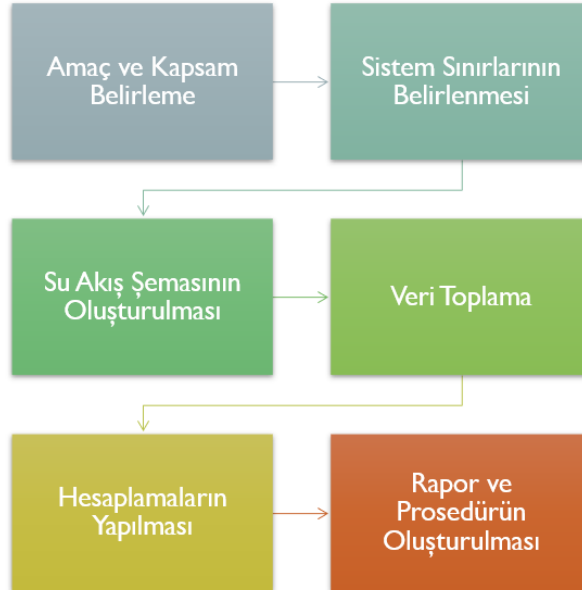 Amaç ve Kapsam
Belirleme
Sistem Sınırlarının
Belirlenmesi
Su Akış Şemasının
Oluşturulması
Veri Toplama
Hesaplamaların
Yapılması
Rapor ve
Prosedürün
Oluşturulması